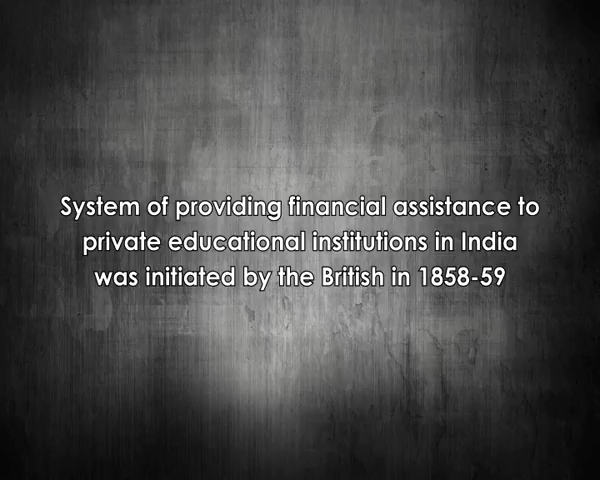 System of providing financial assistance to
private educational institutions in India
was initiated by the British in 1858-59